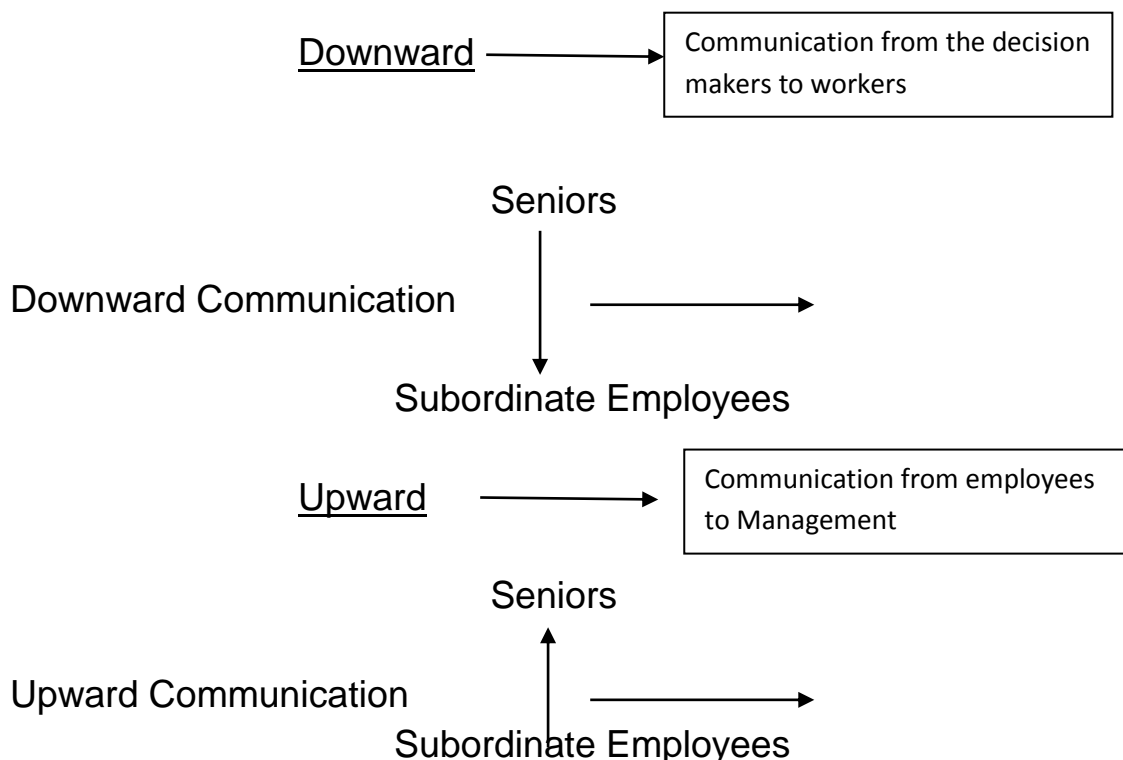 Downward
Communication from the decision
makers to workers
Seniors
Downward Communication
Subordinate Employees
Upward
Communication from employees
to Management
Seniors
Upward Communication
Subordinate Employees